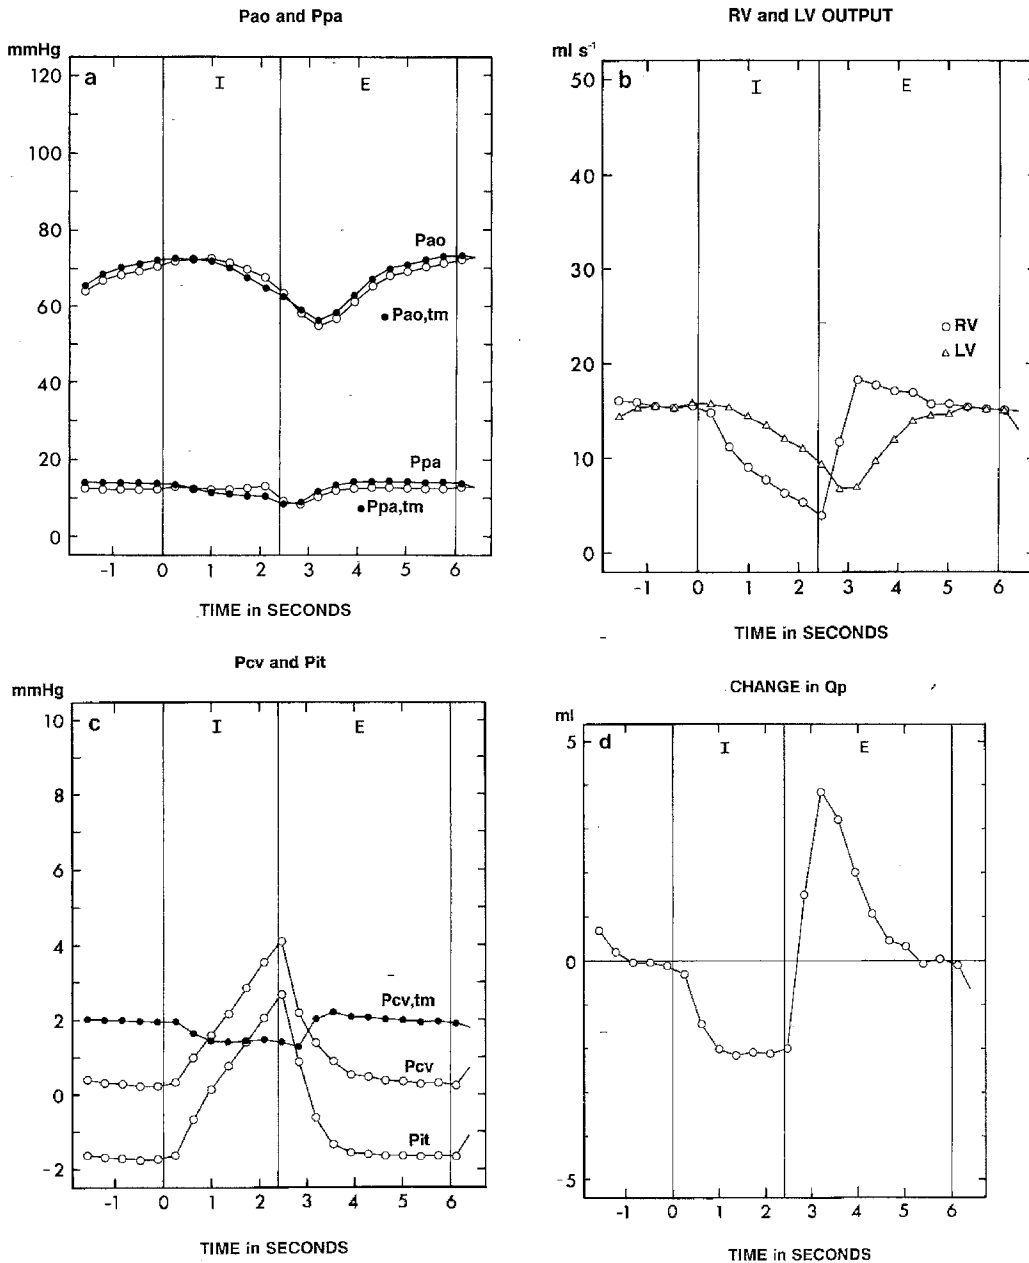 Pao and Ppa
mmHg
a
I
E
120
100
80
60
40
20
0
Pao
Pao,tm
Ppa
Ppa,tm
-1 0 1 2 3 4 5 6
TIME in SECONDS
RV and LV OUTPUT
ml s⁻¹
b
I
E
50
40
30
20
10
0
RV
LV
-1 0 1 2 3 4 5 6
TIME in SECONDS
Pcv and Pit
mmHg
c
I
E
10
8
6
4
2
0
-2
Pcv,tm
Pcv
Pit
-1 0 1 2 3 4 5 6
TIME in SECONDS
CHANGE in Qp
ml
d
I
E
5
0
-5
-1 0 1 2 3 4 5 6
TIME in SECONDS